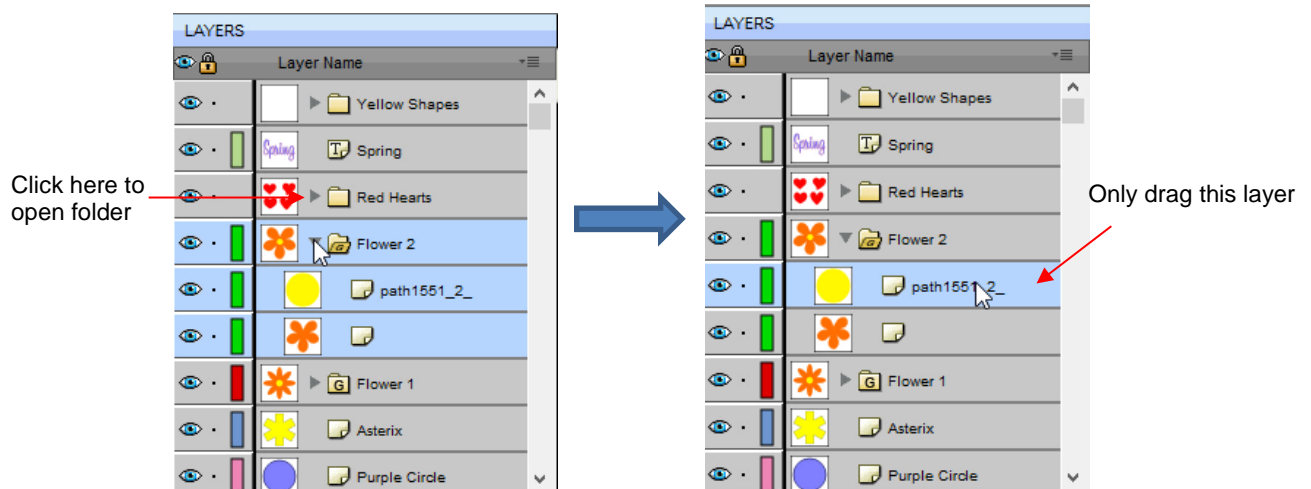 LAYERS
Layer Name
Yellow Shapes
Spring T Spring
Click here to
open folder
Red Hearts
G Flower 2
path1551_2_
G Flower 1
Asterix
Purple Circle
LAYERS
Layer Name
Yellow Shapes
Spring T Spring
Red Hearts
Only drag this layer
G Flower 2
path1551_2_
G Flower 1
Asterix
Purple Circle